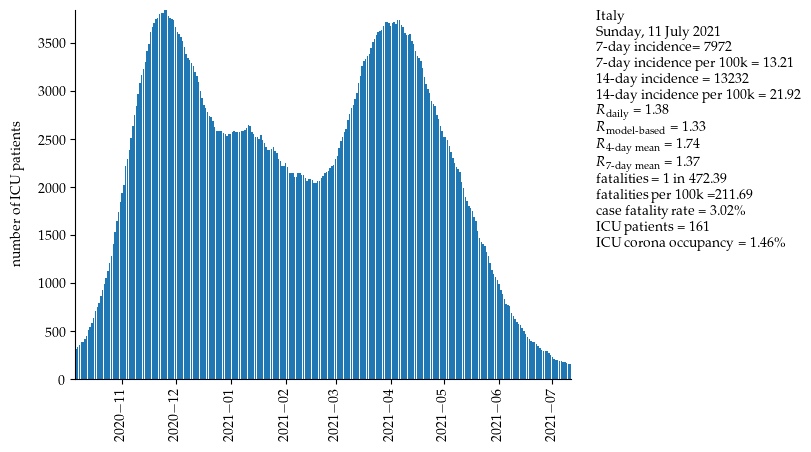 Italy
Sunday, 11 July 2021
7-day incidence= 7972
7-day incidence per 100k = 13.21
14-day incidence = 13232
14-day incidence per 100k = 21.92
R daily = 1.38
R model-based = 1.33
R 4-day mean = 1.74
R 7-day mean = 1.37
fatalities = 1 in 472.39
fatalities per 100k =211.69
case fatality rate = 3.02%
ICU patients = 161
ICU corona occupancy = 1.46%
number of ICU patients
3500
3000
2500
2000
1500
1000
500
0
2020−11
2020−12
2021−01
2021−02
2021−03
2021−04
2021−05
2021−06
2021−07